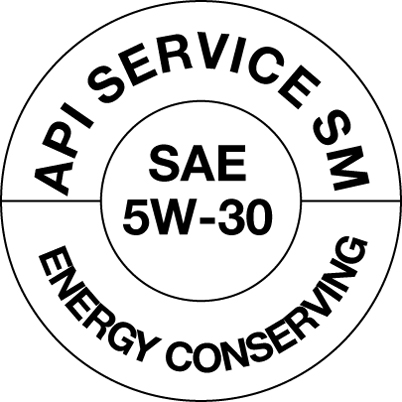 API SERVICE SM
SAE
5W-30
ENERGY CONSERVING